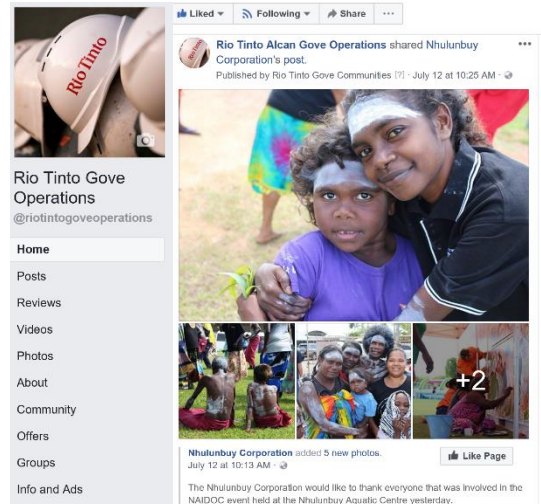 Liked
Following
Share
Rio Tinto
Rio Tinto
Rio Tinto Alcan Gove Operations shared Nhulunbuy
Corporation's post.
Published by Rio Tinto Gove Communities [?] · July 12 at 10:25 AM ·
Rio Tinto Gove
Operations
@riotintogoveoperations
Home
Posts
Reviews
Videos
Photos
About
Community
Offers
Groups
Info and Ads
+2
Nhulunbuy Corporation added 5 new photos.
July 12 at 10:13 AM ·
Like Page
The Nhulunbuy Corporation would like to thank everyone that was involved in the
NAIDOC event held at the Nhulunbuy Aquatic Centre yesterday.